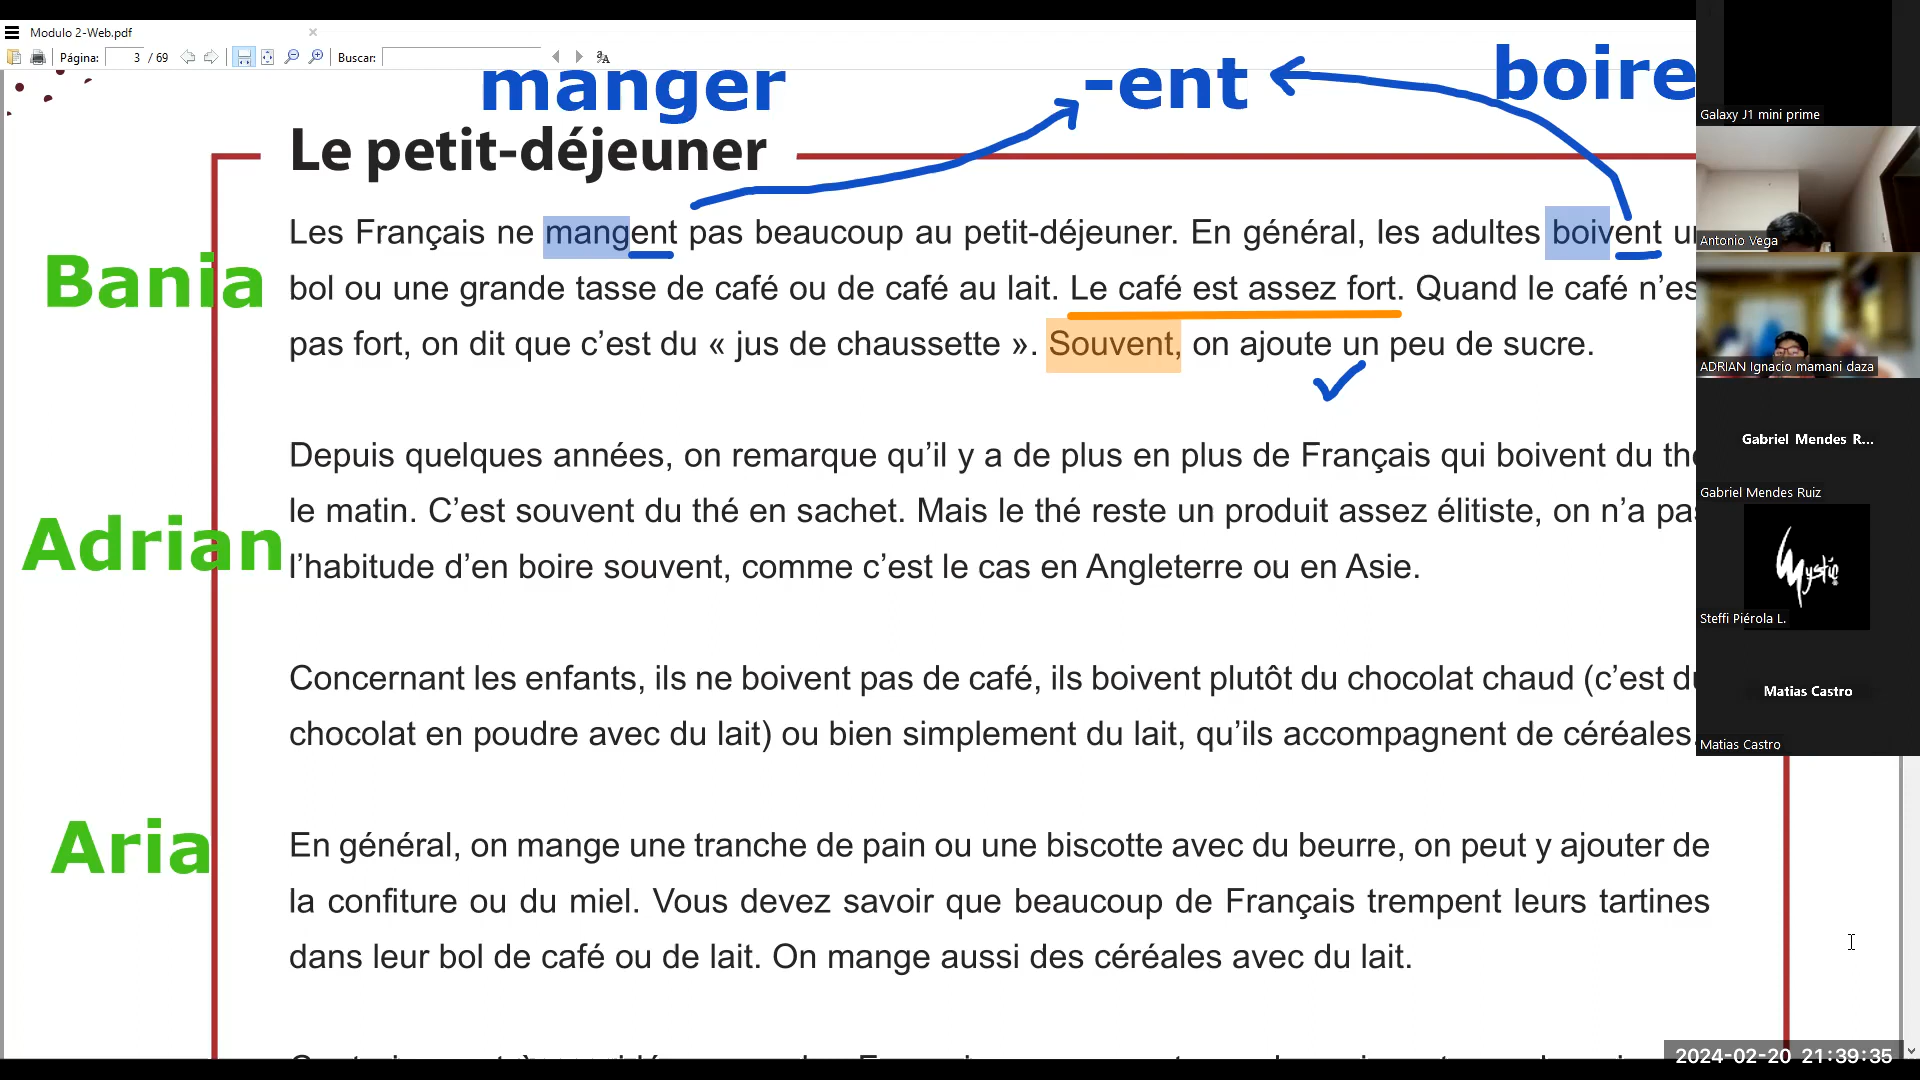 Modulo 2-Web.pdf
Página: 3 / 69 Buscar:
manger -ent boire
Le petit-déjeuner
Les Français ne mangent pas beaucoup au petit-déjeuner. En général, les adultes boivent
Bania
bol ou une grande tasse de café ou de café au lait. Le café est assez fort. Quand le café
pas fort, on dit que c’est du « jus de chaussette ». Souvent, on ajoute un peu de sucre.
Depuis quelques années, on remarque qu’il y a de plus en plus de Français qui boivent du
Adrian
le matin. C’est souvent du thé en sachet. Mais le thé reste un produit assez élitiste, on n’a
l’habitude d’en boire souvent, comme c’est le cas en Angleterre ou en Asie.
Concernant les enfants, ils ne boivent pas de café, ils boivent plutôt du chocolat chaud (c’est
chocolat en poudre avec du lait) ou bien simplement du lait, qu’ils accompagnent de céréales.
Aria
En général, on mange une tranche de pain ou une biscotte avec du beurre, on peut y ajouter de
la confiture ou du miel. Vous devez savoir que beaucoup de Français trempent leurs tartines
dans leur bol de café ou de lait. On mange aussi des céréales avec du lait.
Galaxy J1 mini prime
Antonio Vega
ADRIAN Ignacio mamani daza
Gabriel Mendes R...
Gabriel Mendes Ruiz
Mystic
Steffi Piérola L.
Matias Castro
Matias Castro
2024-02-20 21:39:35